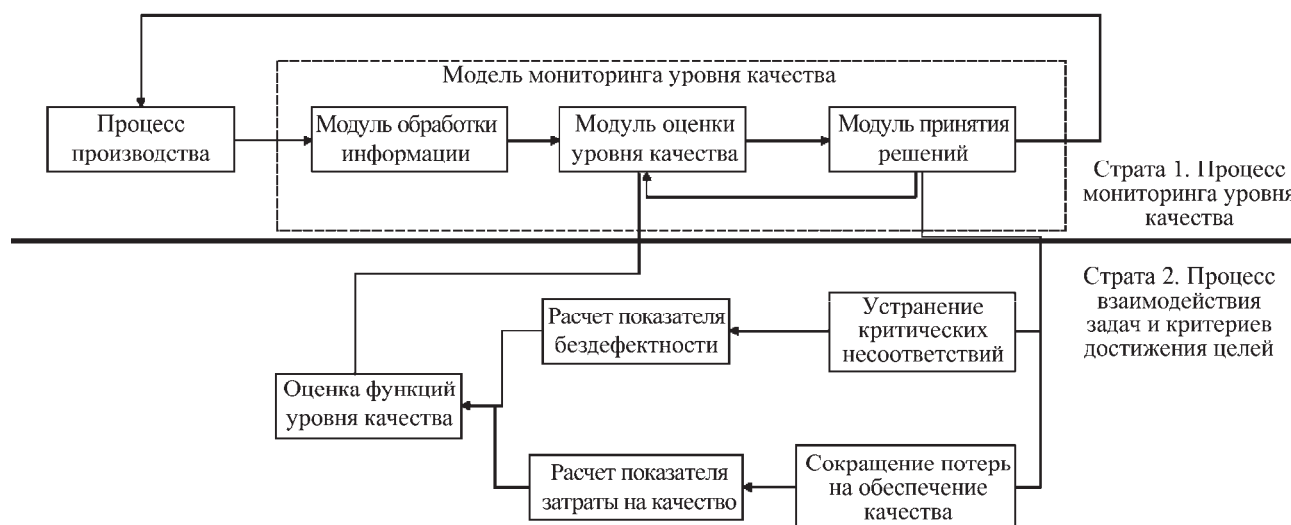 Модель мониторинга уровня качества
Процесс
производства
Модуль обработки
информации
Модуль оценки
уровня качества
Модуль принятия
решений
Страта 1. Процесс
мониторинга уровня
качества
Страта 2. Процесс
взаимодействия
задач и критериев
достижения целей
Расчет показателя
бездефектности
Устранение
критических
несоответствий
Оценка функций
уровня качества
Расчет показателя
затраты на качество
Сокращение потерь
на обеспечение
качества